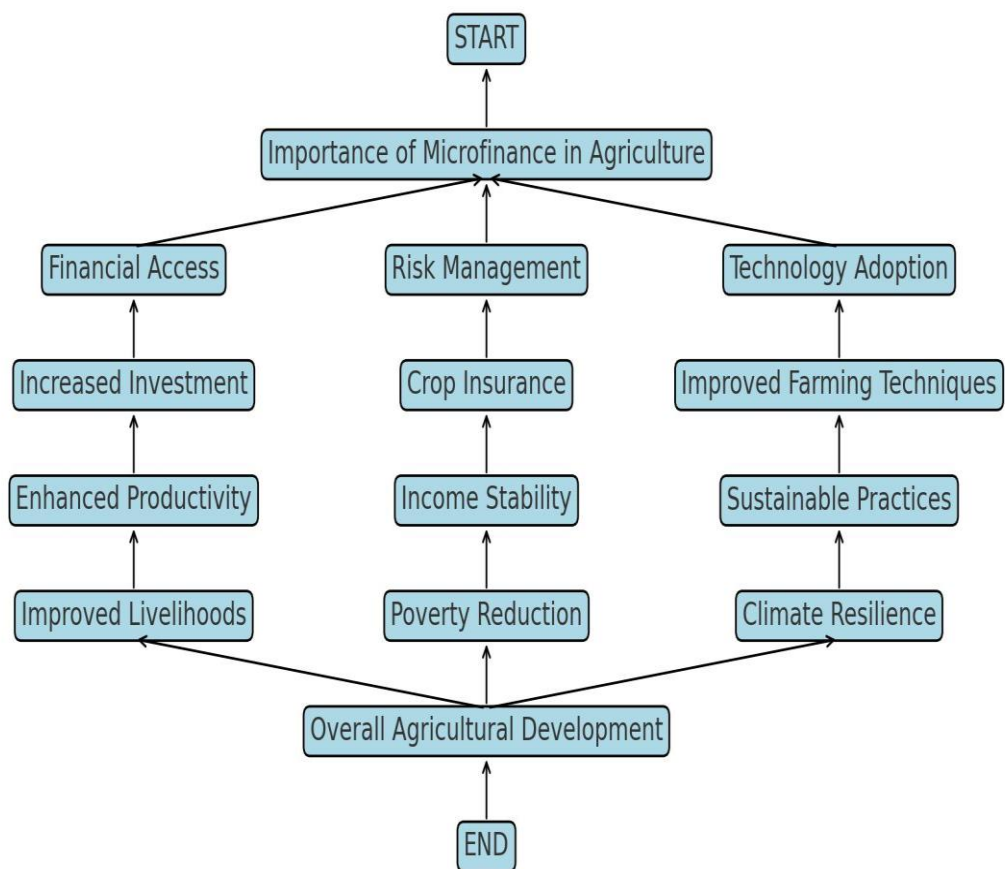 START
Importance of Microfinance in Agriculture
Financial Access
Risk Management
Technology Adoption
Increased Investment
Crop Insurance
Improved Farming Techniques
Enhanced Productivity
Income Stability
Sustainable Practices
Improved Livelihoods
Poverty Reduction
Climate Resilience
Overall Agricultural Development
END